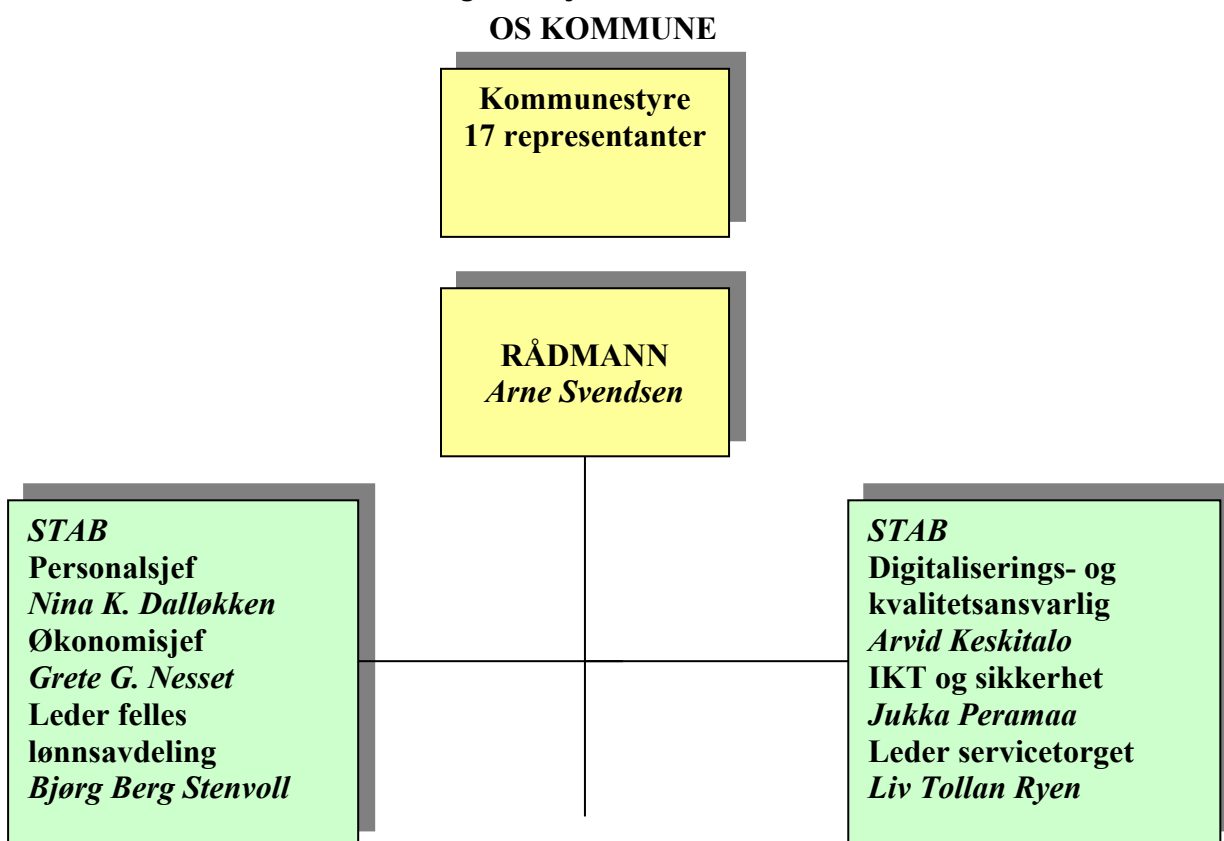 OS KOMMUNE
Kommunestyre
17 representanter
RÅDMANN
Arne Svendsen
STAB
Personalsjef
Nina K. Dalløkken
Økonomisjef
Grete G. Nesset
Leder felles
lønnsavdeling
Bjørg Berg Stenvoll
STAB
Digitaliserings- og
kvalitetsansvarlig
Arvid Keskitalo
IKT og sikkerhet
Jukka Peramaa
Leder servicetorget
Liv Tollan Ryen